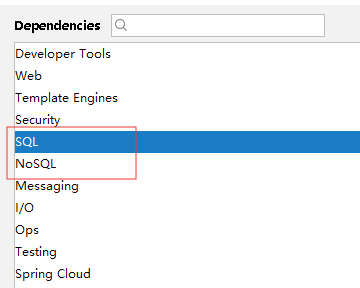 Dependencies
Developer Tools
Web
Template Engines
Security
SQL
NoSQL
Messaging
I/O
Ops
Testing
Spring Cloud